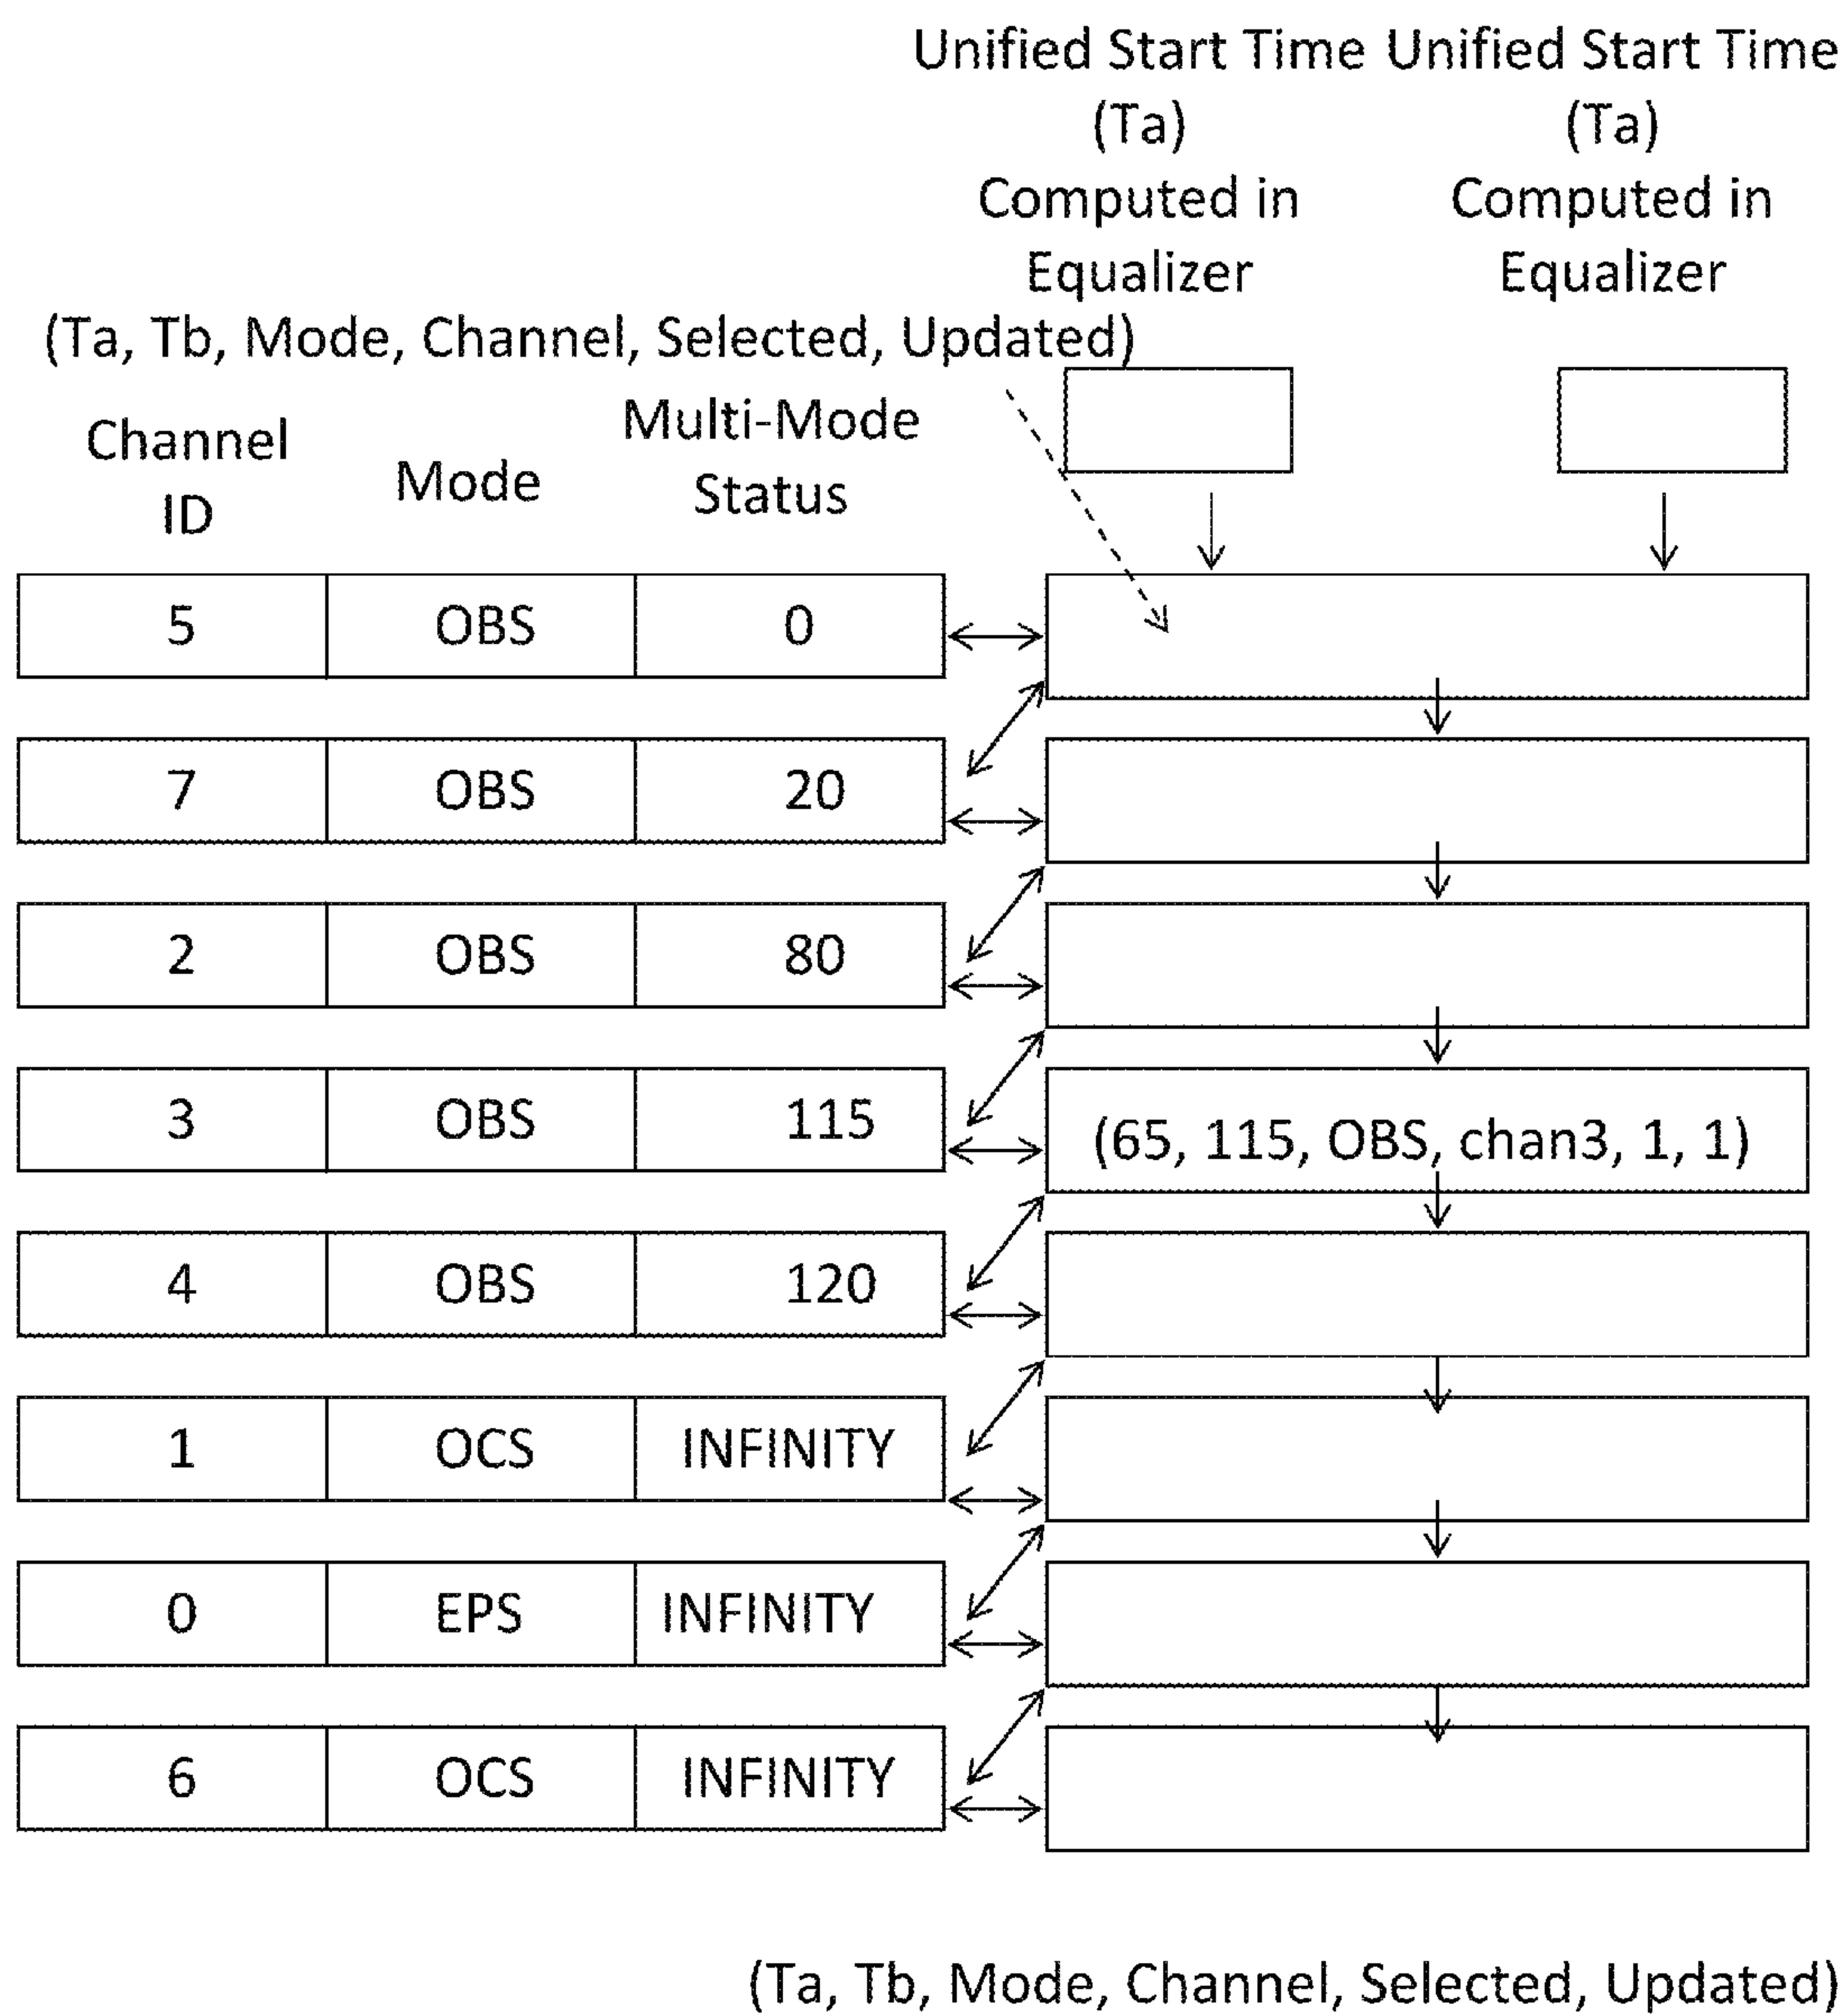 Unified Start Time Unified Start Time
(Ta) (Ta)
Computed in Computed in
Equalizer Equalizer
(Ta, Tb, Mode, Channel, Selected, Updated)
Channel
ID
Mode
Multi-Mode
Status
5 OBS 0
7 OBS 20
2 OBS 80
3 OBS 115 (65, 115, OBS, chan3, 1, 1)
4 OBS 120
1 OCS INFINITY
0 EPS INFINITY
6 OCS INFINITY
(Ta, Tb, Mode, Channel, Selected, Updated)